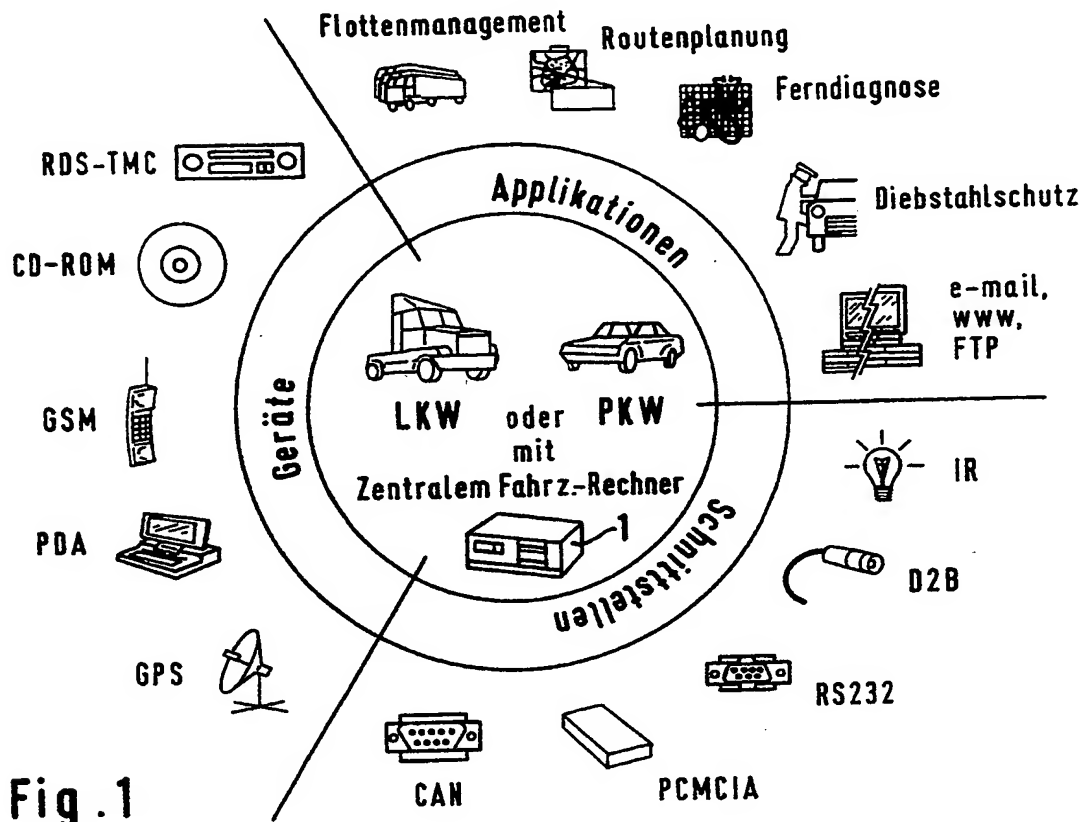 Flottenmanagement
Routenplanung
Ferndiagnose
RDS-TMC
Applikationen
Diebstahlschutz
CD-ROM
e-mail,
www,
FTP
GSM
Geräte
LKW oder PKW
mit
Zentralem Fahrz.-Rechner
IR
1
PDA
Schnittstellen
D2B
GPS
RS232
CAN
PCMCIA
Fig.1